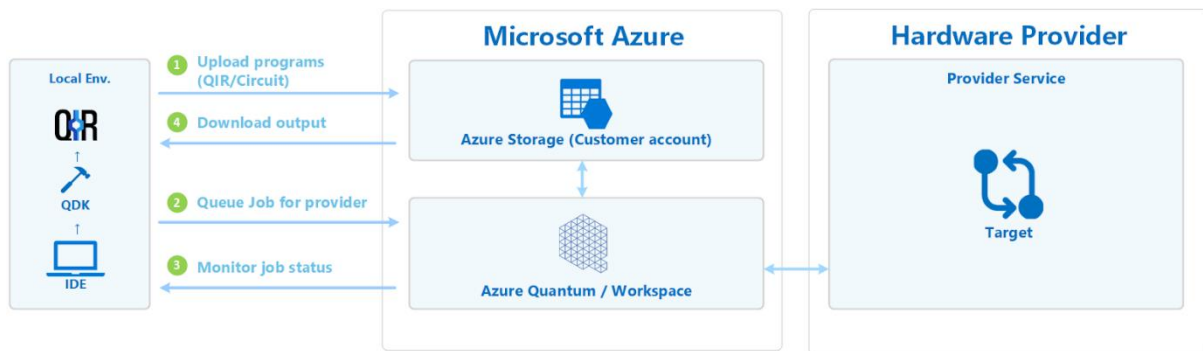 Microsoft Azure
Hardware Provider
Local Env.
QIR
QDK
IDE
1 Upload programs
(QIR/Circuit)
4 Download output
2 Queue Job for provider
3 Monitor job status
Azure Storage (Customer account)
Azure Quantum / Workspace
Provider Service
Target